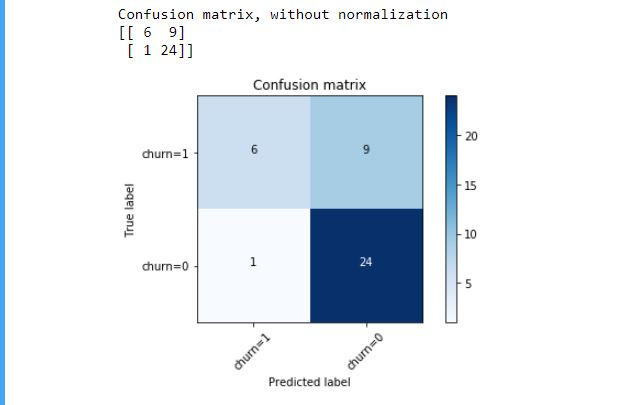 Confusion matrix, without normalization
[[ 6  9]
 [ 1 24]]
Confusion matrix
churn=1
6
9
20
15
True label
10
churn=0
1
24
5
churn=1
churn=0
Predicted label